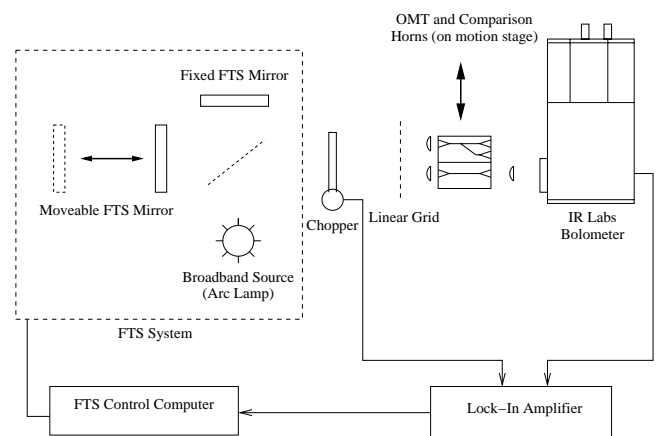 OMT and Comparison
Horns (on motion stage)
Fixed FTS Mirror
Moveable FTS Mirror
Chopper
Linear Grid
IR Labs
Bolometer
Broadband Source
(Arc Lamp)
FTS System
FTS Control Computer
Lock−In Amplifier